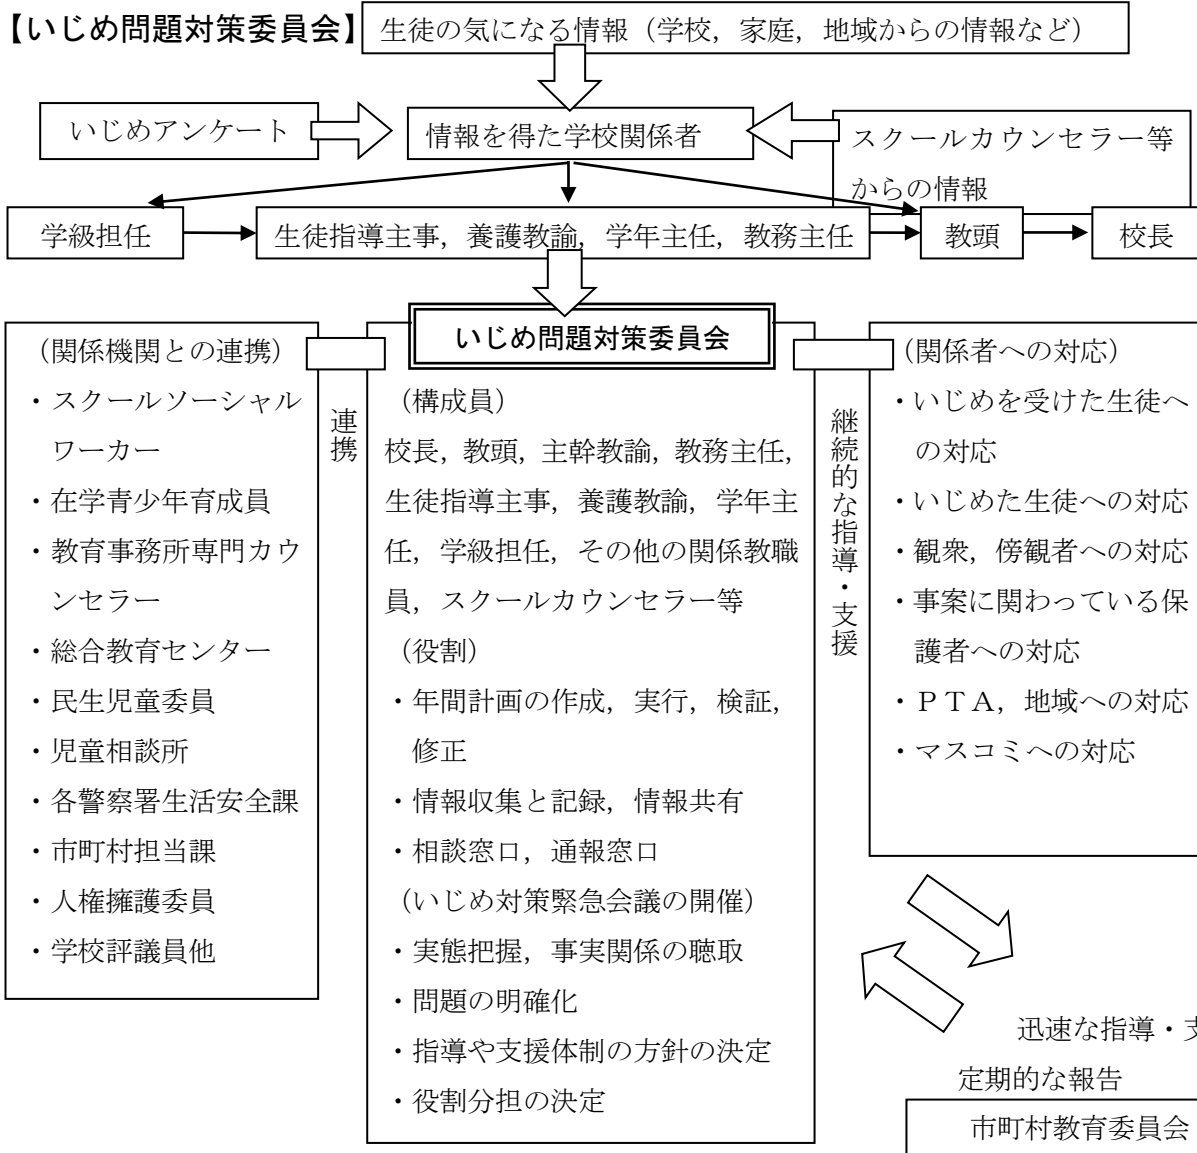 【いじめ問題対策委員会】
生徒の気になる情報（学校，家庭，地域からの情報など）
いじめアンケート
情報を得た学校関係者
スクールカウンセラー等
からの情報
学級担任
生徒指導主事，養護教諭，学年主任，教務主任
教頭
校長
いじめ問題対策委員会
（関係機関との連携）
・スクールソーシャル
ワーカー
・在学青少年育成員
・教育事務所専門カウ
ンセラー
・総合教育センター
・民生児童委員
・児童相談所
・各警察署生活安全課
・市町村担当課
・人権擁護委員
・学校評議員他
連携
（構成員）
校長，教頭，主幹教諭，教務主任，
生徒指導主事，養護教諭，学年主
任，学級担任，その他の関係教職
員，スクールカウンセラー等
（役割）
・年間計画の作成，実行，検証，
修正
・情報収集と記録，情報共有
・相談窓口，通報窓口
（いじめ対策緊急会議の開催）
・実態把握，事実関係の聴取
・問題の明確化
・指導や支援体制の方針の決定
・役割分担の決定
継続的な指導・支援
（関係者への対応）
・いじめを受けた生徒へ
の対応
・いじめた生徒への対応
・観衆，傍観者への対応
・事案に関わっている保
護者への対応
・ＰＴＡ，地域への対応
・マスコミへの対応
迅速な指導・支
定期的な報告
市町村教育委員会